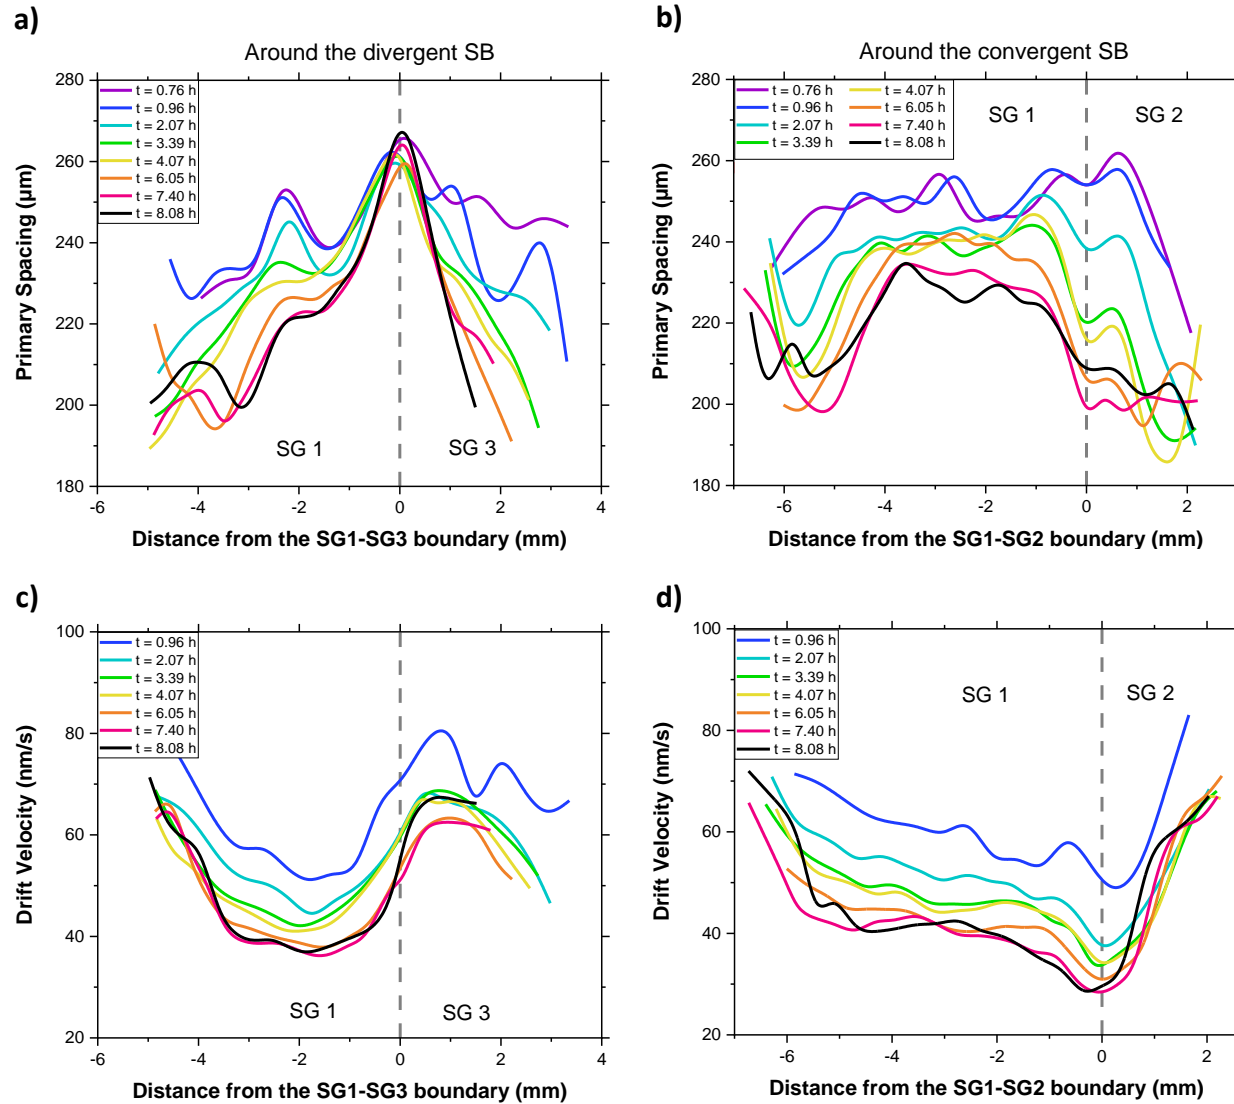 a)
Around the divergent SB
280
260
240
220
200
180
Primary Spacing (µm)
t = 0.76 h
t = 0.96 h
t = 2.07 h
t = 3.39 h
t = 4.07 h
t = 6.05 h
t = 7.40 h
t = 8.08 h
SG 1
SG 3
-6 -4 -2 0 2 4
Distance from the SG1-SG3 boundary (mm)
b)
Around the convergent SB
280
260
240
220
200
180
Primary Spacing (µm)
t = 0.76 h t = 4.07 h
t = 0.96 h t = 6.05 h
t = 2.07 h t = 7.40 h
t = 3.39 h t = 8.08 h
SG 1
SG 2
-6 -4 -2 0 2
Distance from the SG1-SG2 boundary (mm)
c)
100
80
60
40
20
Drift Velocity (nm/s)
t = 0.96 h
t = 2.07 h
t = 3.39 h
t = 4.07 h
t = 6.05 h
t = 7.40 h
t = 8.08 h
SG 1
SG 3
-6 -4 -2 0 2 4
Distance from the SG1-SG3 boundary (mm)
d)
100
80
60
40
20
Drift Velocity (nm/s)
t = 0.96 h
t = 2.07 h
t = 3.39 h
t = 4.07 h
t = 6.05 h
t = 7.40 h
t = 8.08 h
SG 1
SG 2
-6 -4 -2 0 2
Distance from the SG1-SG2 boundary (mm)